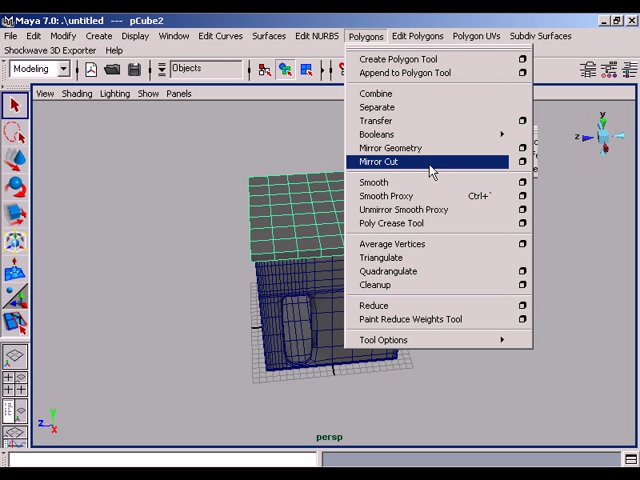 Maya 7.0: .\untitled --- pCube2
File Edit Modify Create Display Window Edit Curves Surfaces Edit NURBS Polygons Edit Polygons Polygon UVs Subdiv Surfaces
Shockwave 3D Exporter Help
Modeling Objects
View Shading Lighting Show Panels
Create Polygon Tool
Append to Polygon Tool
Combine
Separate
Transfer
Booleans
Mirror Geometry
Mirror Cut
Smooth
Smooth Proxy Ctrl+`
Unmirror Smooth Proxy
Poly Crease Tool
Average Vertices
Triangulate
Quadrangulate
Cleanup
Reduce
Paint Reduce Weights Tool
Tool Options
y
z
x
y
z
x
persp